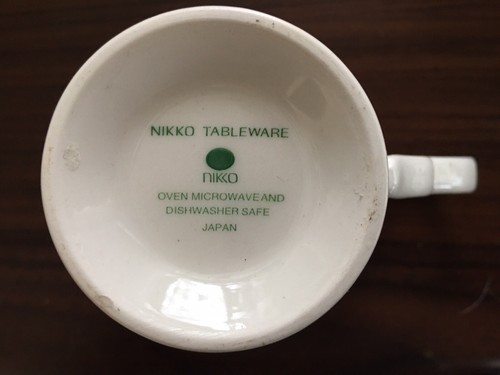 NIKKO TABLEWARE
NIKKO
OVEN MICROWAVE AND
DISHWASHER SAFE
JAPAN